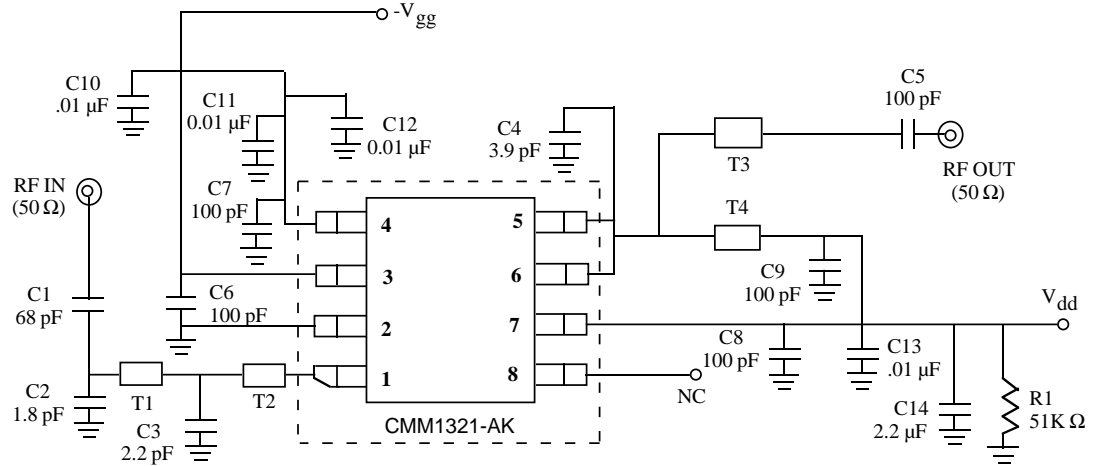 -Vgg
C10
.01 µF
C11
0.01 µF
C12
0.01 µF
C4
3.9 pF
C5
100 pF
T3
RF OUT
(50 Ω)
RF IN
(50 Ω)
C7
100 pF
T4
4
5
3
6
2
7
1
8
C9
100 pF
C1
68 pF
C6
100 pF
Vdd
C8
100 pF
C13
.01 µF
C2
1.8 pF
T1
T2
NC
C3
2.2 pF
CMM1321-AK
C14
2.2 µF
R1
51K Ω